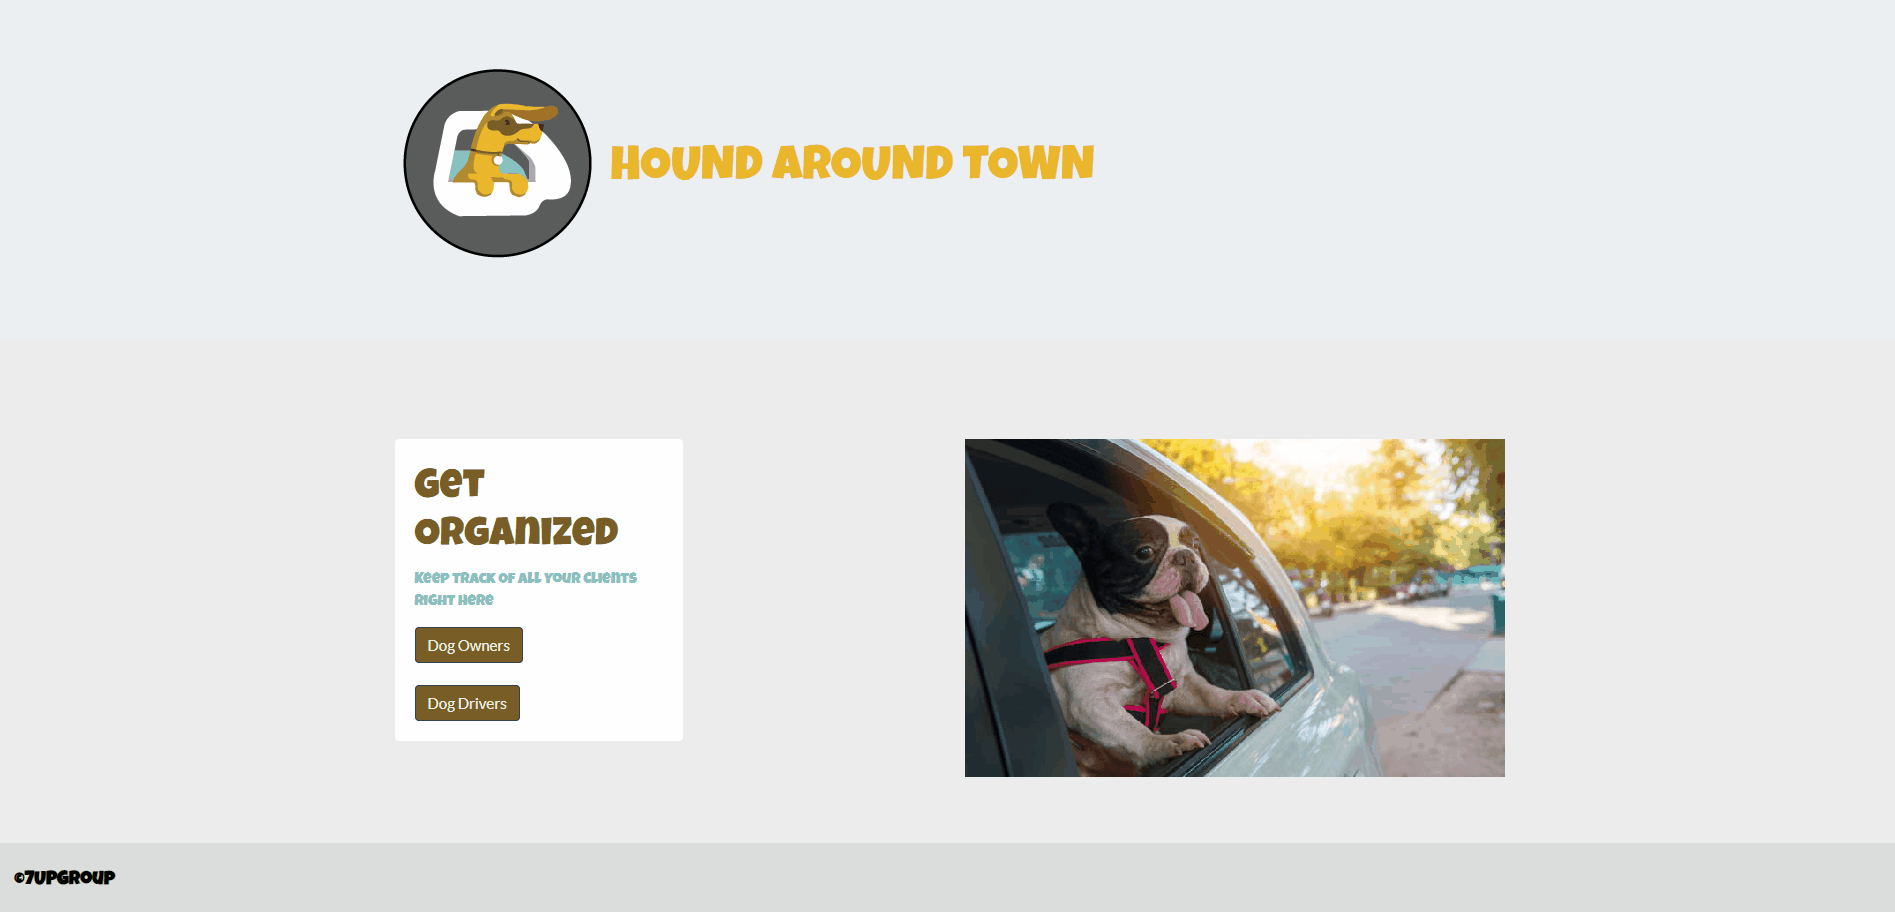 HOUND AROUND TOWN
Get
Organized
Keep track of all your clients
right here
Dog Owners
Dog Drivers
©7UPGROUP